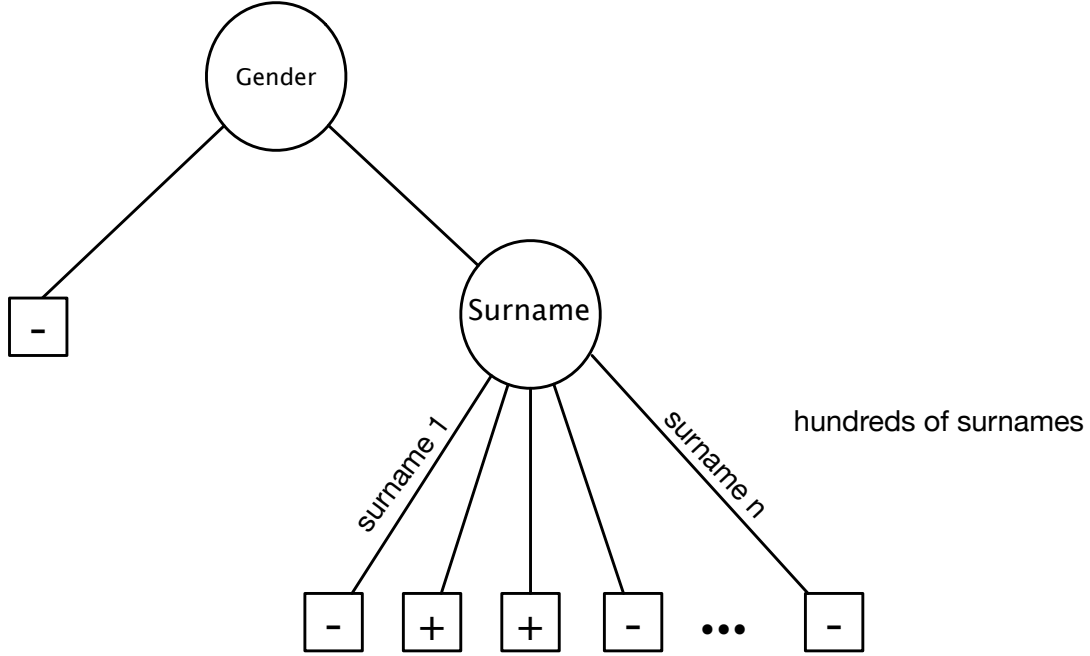 Gender
-
Surname
surname 1
surname n
hundreds of surnames
- + + - ... -